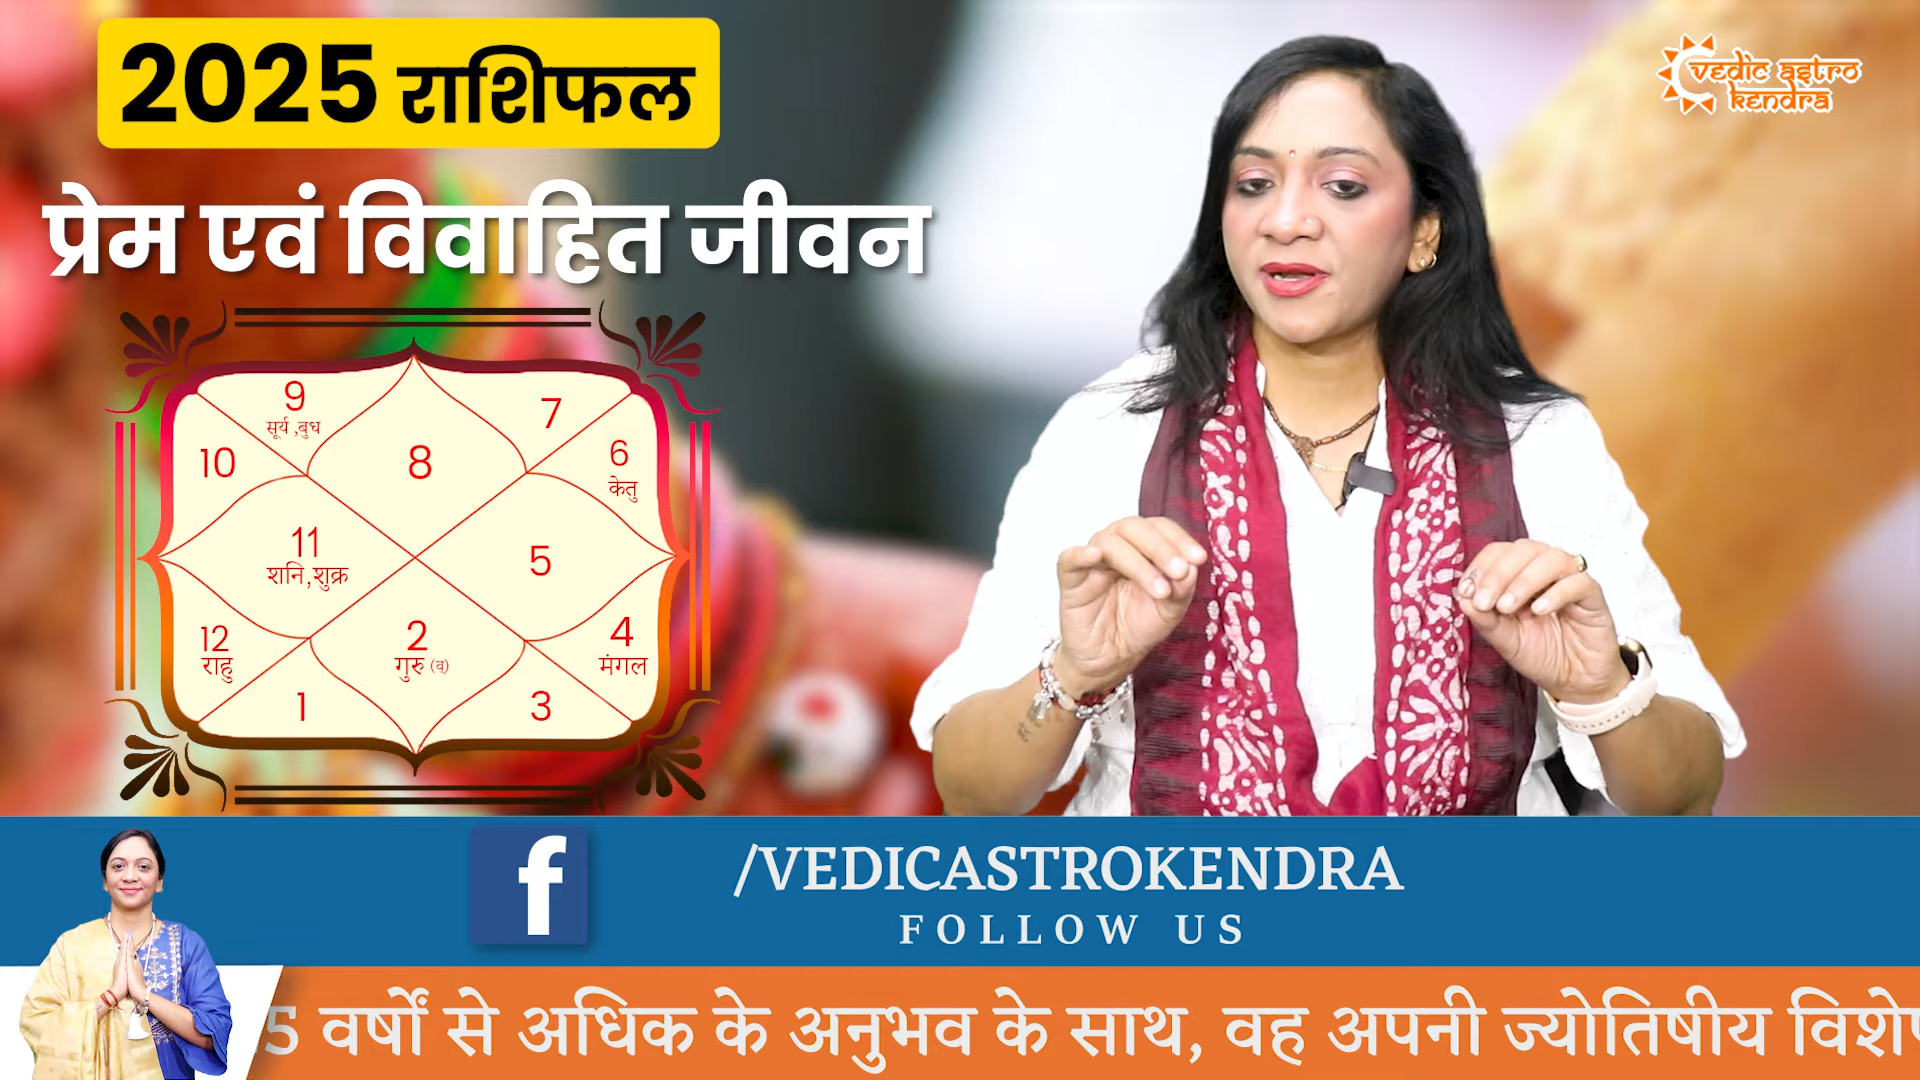 2025 राशिफल
vedic astro
kendra
प्रेम एवं विवाहित जीवन
9
सूर्य ,बुध
7
10
8
6
केतु
11
शनि,शुक्र
5
12
राहु
2
गुरु (व)
4
मंगल
1
3
f
/VEDICASTROKENDRA
FOLLOW US
5 वर्षों से अधिक के अनुभव के साथ, वह अपनी ज्योतिषीय